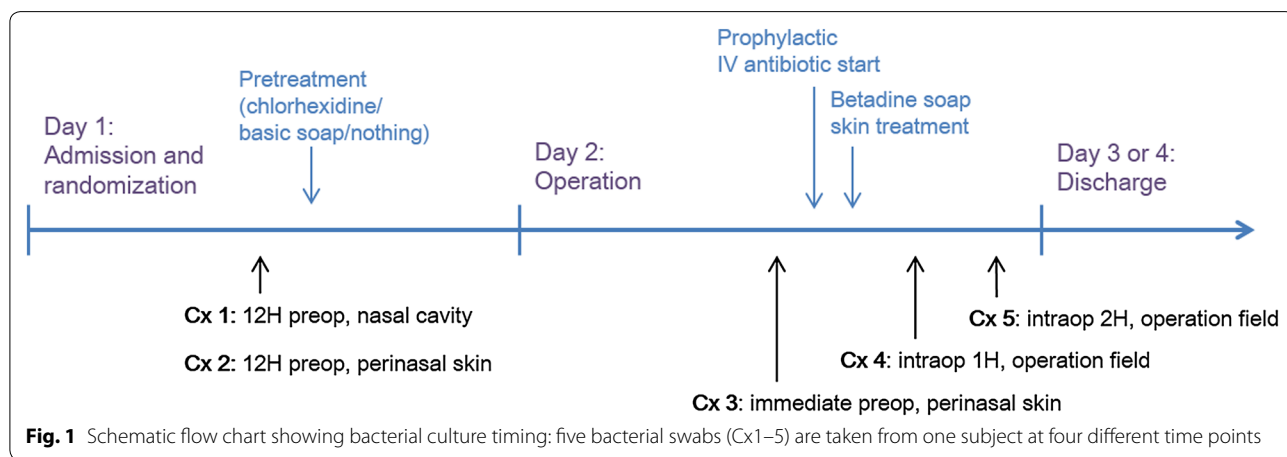 Prophylactic
IV antibiotic start
Pretreatment
(chlorhexidine/
basic soap/nothing)
Betadine soap
skin treatment
Day 1:
Admission and
randomization
Day 2:
Operation
Day 3 or 4:
Discharge
Cx 1: 12H preop, nasal cavity
Cx 2: 12H preop, perinasal skin
Cx 5: intraop 2H, operation field
Cx 4: intraop 1H, operation field
Cx 3: immediate preop, perinasal skin
Fig. 1 Schematic flow chart showing bacterial culture timing: five bacterial swabs (Cx1–5) are taken from one subject at four different time points